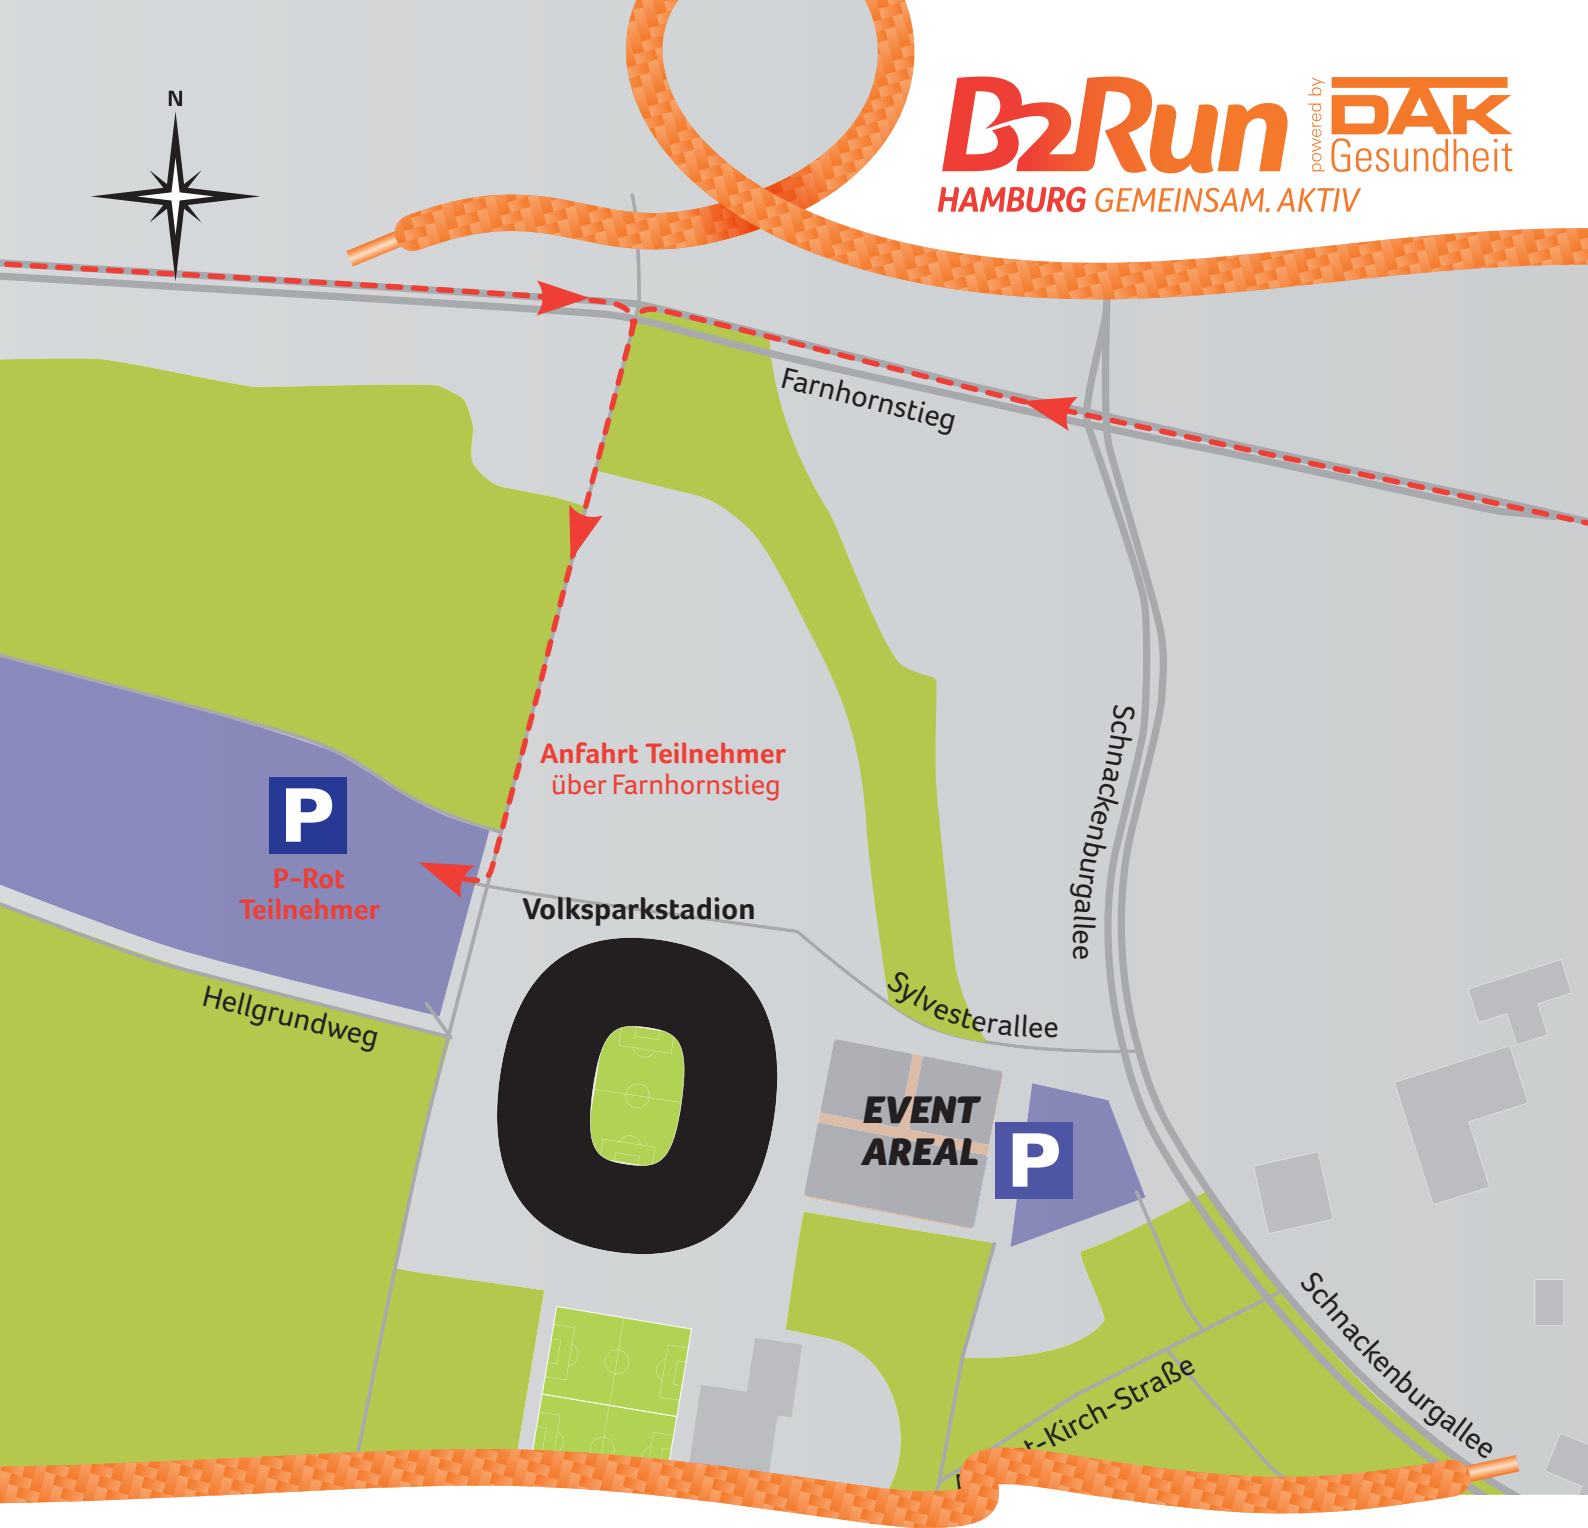 N
B2Run
powered by
DAK
Gesundheit
HAMBURG GEMEINSAM. AKTIV
Farnhornstieg
Schnackenburgallee
Anfahrt Teilnehmer
über Farnhornstieg
P
P-Rot
Teilnehmer
Volksparkstadion
Hellgrundweg
Sylvesterallee
EVENT
AREAL
P
Schnackenburgallee
t-Kirch-Straße